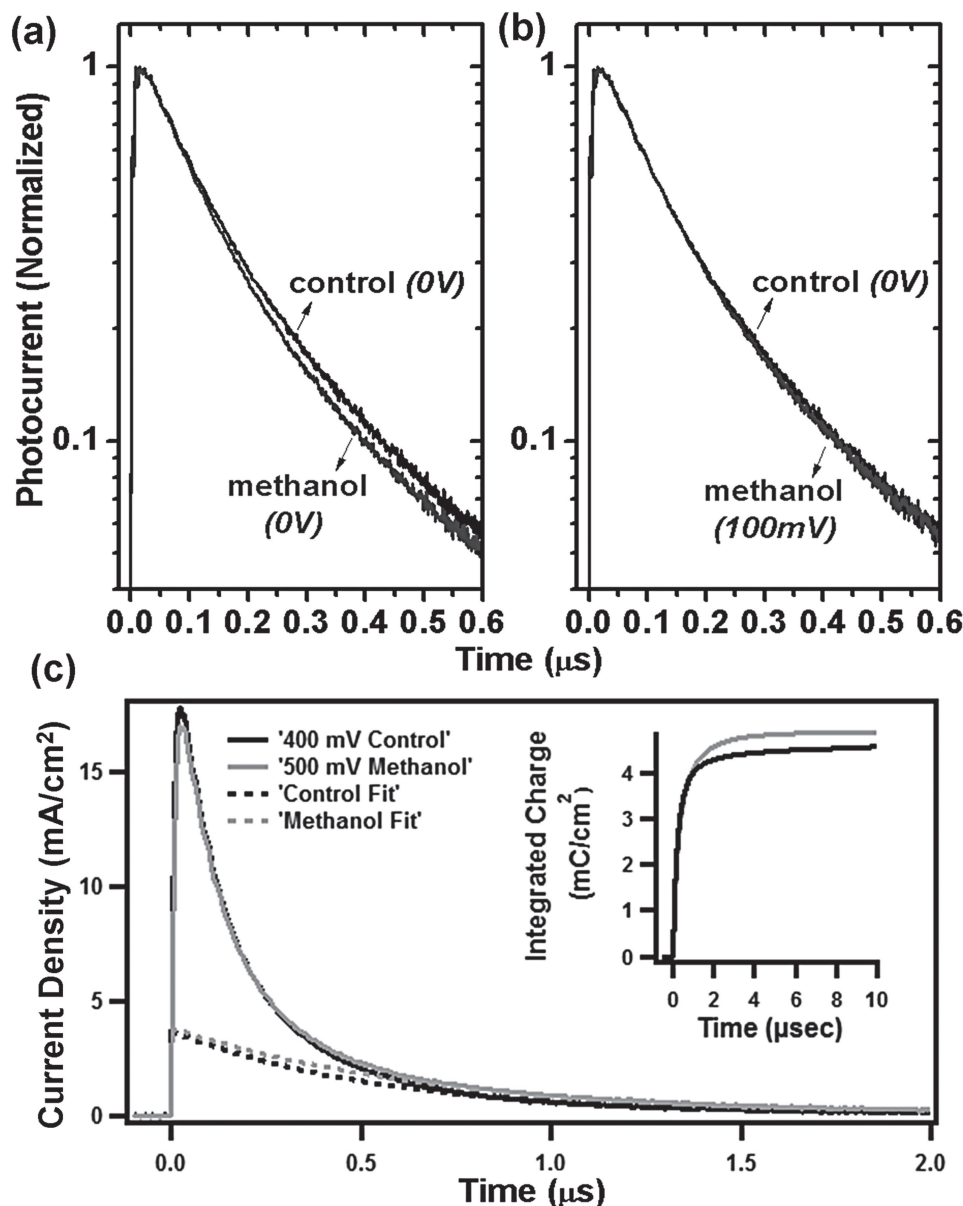 (a)
(b)
Photocurrent (Normalized)
1
0.1
control (0V)
methanol
(0V)
0.0 0.1 0.2 0.3 0.4 0.5 0.6
1
0.1
control (0V)
methanol
(100mV)
0.0 0.1 0.2 0.3 0.4 0.5 0.6
Time (μs)
(c)
Current Density (mA/cm²)
15
10
5
0
'400 mV Control'
'500 mV Methanol'
'Control Fit'
'Methanol Fit'
Integrated Charge
(mC/cm²)
4
3
2
1
0
0 2 4 6 8 10
Time (μsec)
0.0 0.5 1.0 1.5 2.0
Time (μs)